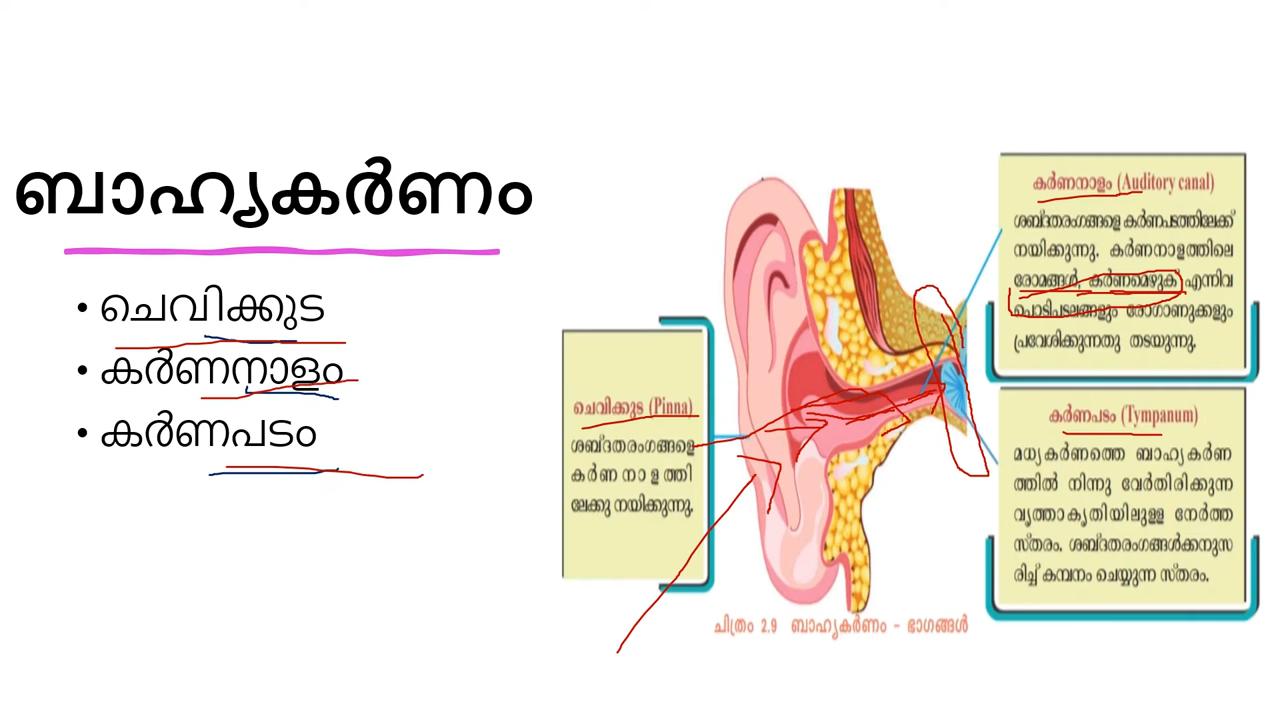 ബാഹ്യകർണം
• ചെവിക്കുട
• കർണനാളം
• കർണപടം
ചെവിക്കുട (Pinna)
ശബ്ദതരംഗങ്ങളെ
കർണനാളത്തി
ലേക്കു നയിക്കുന്നു.
കർണനാളം (Auditory canal)
ശബ്ദതരംഗങ്ങളെ കർണപടത്തിലേക്ക്
നയിക്കുന്നു. കർണനാളത്തിലെ
രോമങ്ങൾ, കർണമെഴുക് എന്നിവ
പൊടിപടലങ്ങളും രോഗാണുക്കളും
പ്രവേശിക്കുന്നതു തടയുന്നു.
കർണപടം (Tympanum)
മധ്യകർണത്തെ ബാഹ്യകർണ
ത്തിൽ നിന്നു വേർതിരിക്കുന്ന
വൃത്താകൃതിയിലുള്ള നേർത്ത
സ്തരം. ശബ്ദതരംഗങ്ങൾക്കനുസ
രിച്ച് കമ്പനം ചെയ്യുന്ന സ്തരം.
ചിത്രം 2.9 ബാഹ്യകർണം - ഭാഗങ്ങൾ